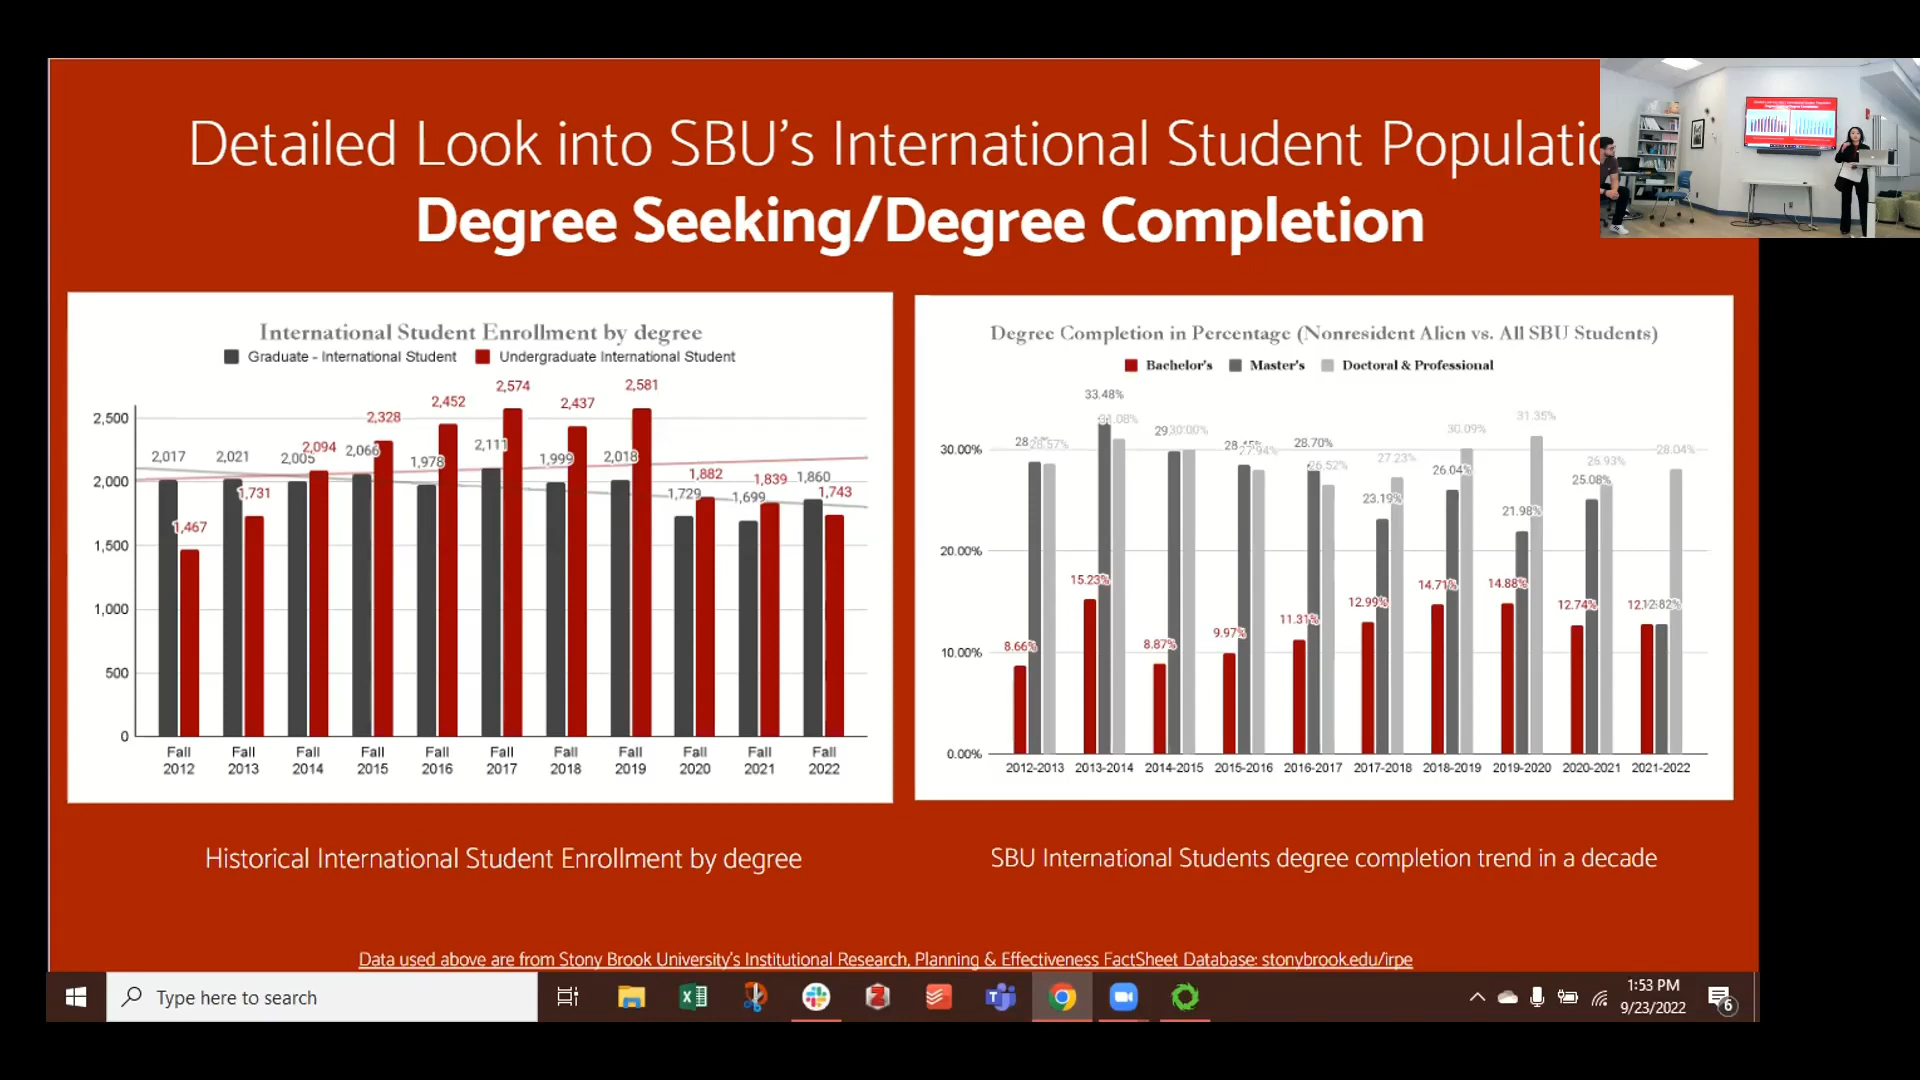 Detailed Look into SBU's International Student Populatio
Degree Seeking/Degree Completion
International Student Enrollment by degree
Graduate - International Student
Undergraduate International Student
2,500
2,000
1,500
1,000
500
0
2,017
1,467
2,021
1,731
2,005
2,094
2,066
2,328
1,978
2,452
2,111
2,574
1,999
2,437
2,018
2,581
1,729
1,882
1,699
1,839
1,860
1,743
Fall 2012
Fall 2013
Fall 2014
Fall 2015
Fall 2016
Fall 2017
Fall 2018
Fall 2019
Fall 2020
Fall 2021
Fall 2022
Historical International Student Enrollment by degree
Degree Completion in Percentage (Nonresident Alien vs. All SBU Students)
Bachelor's
Master's
Doctoral & Professional
30.00%
20.00%
10.00%
0.00%
8.66%
28.57%
15.23%
33.48%
31.08%
8.87%
30.00%
9.97%
28.45%
27.94%
11.31%
28.70%
26.52%
12.99%
23.19%
27.23%
14.71%
26.04%
30.09%
14.88%
21.98%
31.35%
12.74%
25.08%
26.93%
12.82%
28.04%
2012-2013
2013-2014
2014-2015
2015-2016
2016-2017
2017-2018
2018-2019
2019-2020
2020-2021
2021-2022
SBU International Students degree completion trend in a decade
Data used above are from Stony Brook University's Institutional Research, Planning & Effectiveness FactSheet Database: stonybrook.edu/irpe
Type here to search
1:53 PM
9/23/2022
6